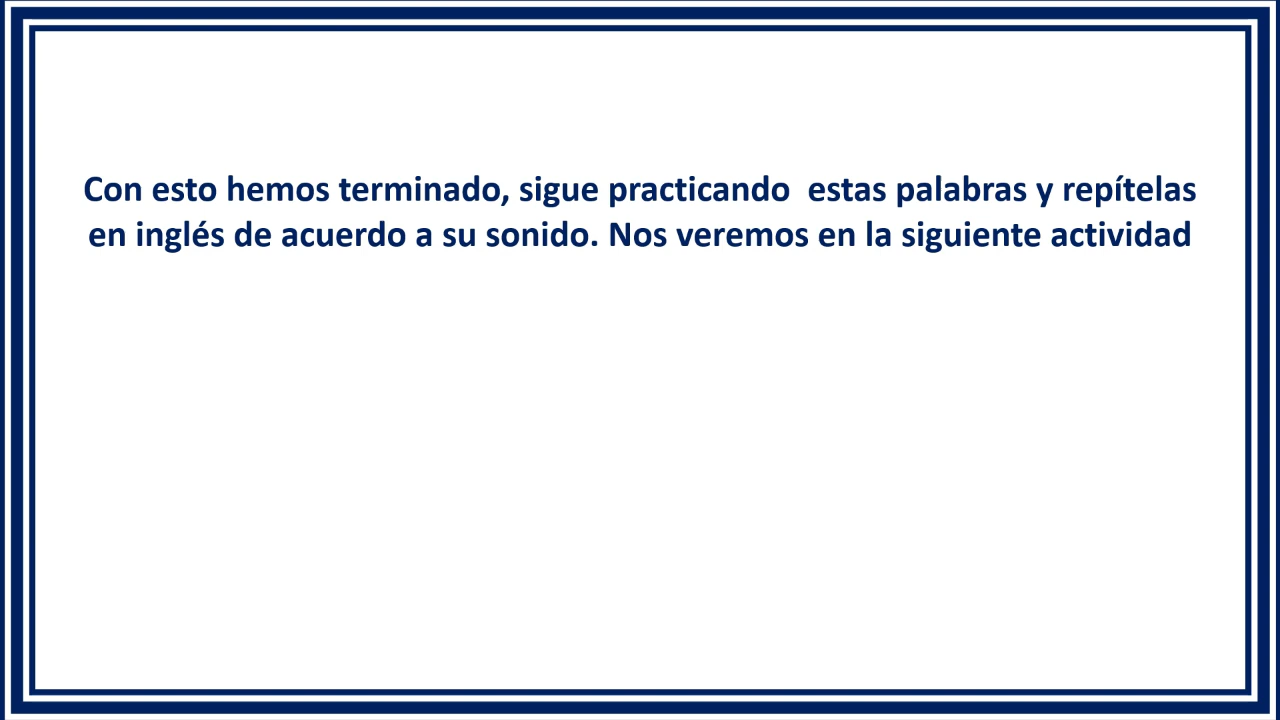 Con esto hemos terminado, sigue practicando  estas palabras y repítelas
en inglés de acuerdo a su sonido. Nos veremos en la siguiente actividad